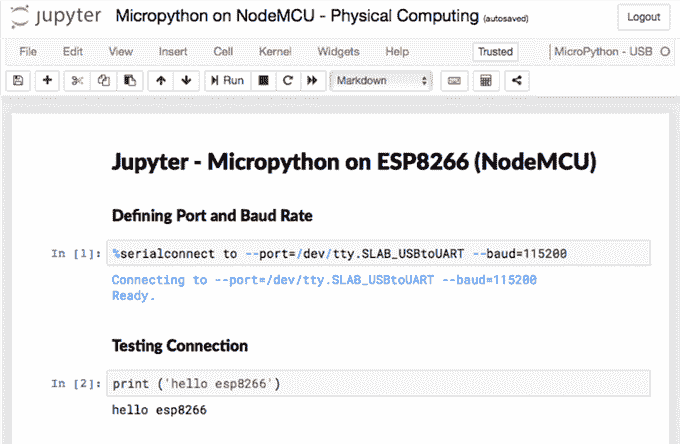 jupyter Micropython on NodeMCU - Physical Computing (autosaved) Logout
File Edit View Insert Cell Kernel Widgets Help Trusted MicroPython - USB
Run Markdown
Jupyter - Micropython on ESP8266 (NodeMCU)
Defining Port and Baud Rate
In [1]: %serialconnect to --port=/dev/tty.SLAB_USBtoUART --baud=115200
Connecting to --port=/dev/tty.SLAB_USBtoUART --baud=115200
Ready.
Testing Connection
In [2]: print ('hello esp8266')
hello esp8266